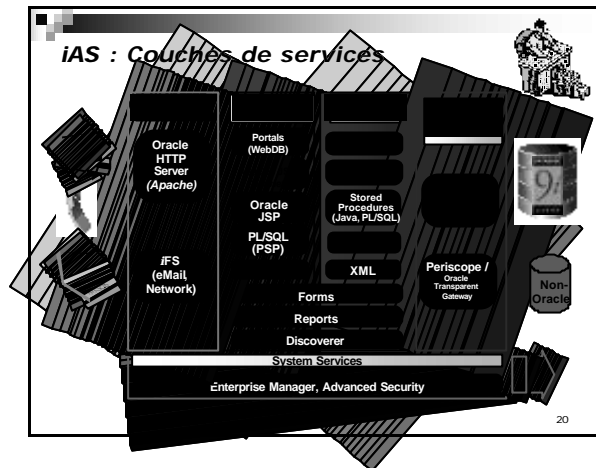 iAS : Couches de services
Oracle
HTTP
Server
(Apache)
iFS
(eMail,
Network)
Portals
(WebDB)
Oracle
JSP
PL/SQL
(PSP)
Stored
Procedures
(Java, PL/SQL)
XML
Periscope /
Oracle
Transparent
Gateway
Forms
Reports
Discoverer
System Services
Enterprise Manager, Advanced Security
9i
Non-
Oracle
20